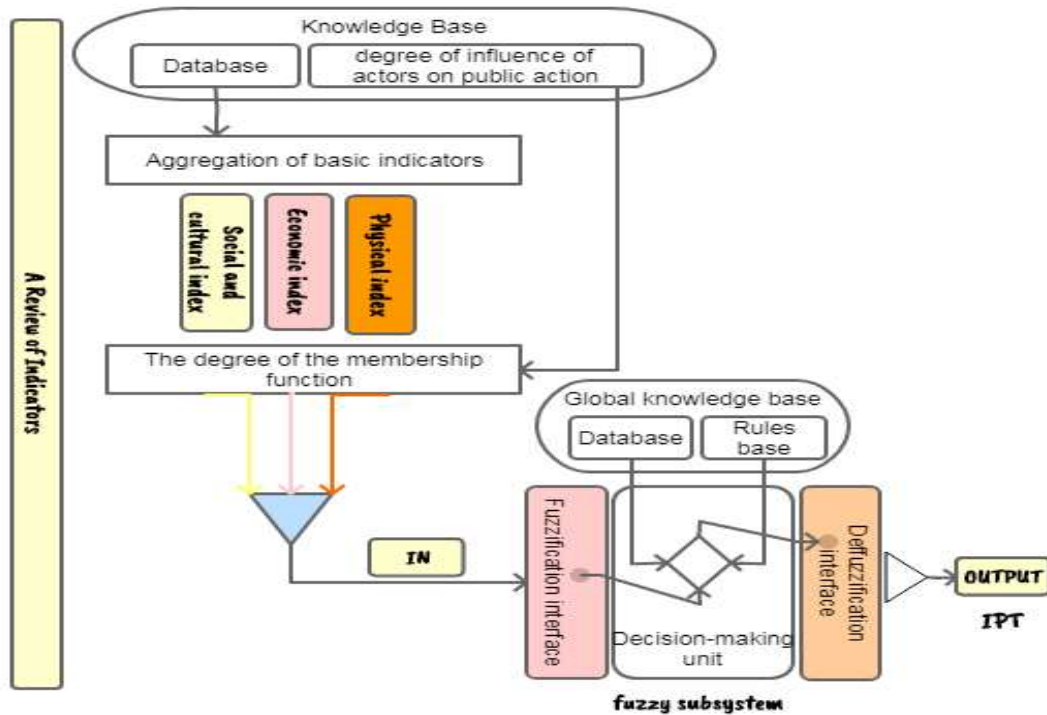 A Review of Indicators
Knowledge Base
Database
degree of influence of
actors on public action
Aggregation of basic indicators
Social and
cultural index
Economic index
Physical index
The degree of the membership
function
Global knowledge base
Database
Rules
base
IN
Fuzzification interface
Decision-making
unit
Deffuzzification
interface
OUTPUT
IPT
fuzzy subsystem